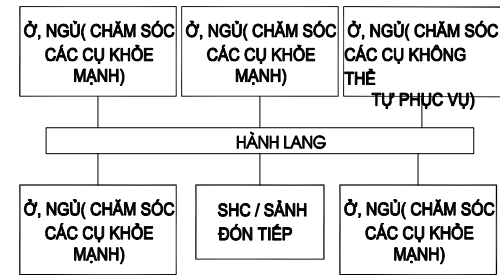 Ở, NGỦ( CHĂM SÓC
CÁC CỤ KHỎE
MẠNH)
Ở, NGỦ( CHĂM SÓC
CÁC CỤ KHỎE
MẠNH)
Ở, NGỦ( CHĂM SÓC
CÁC CỤ KHÔNG
THỂ
TỰ PHỤC VỤ)
HÀNH LANG
Ở, NGỦ( CHĂM SÓC
CÁC CỤ KHỎE
MẠNH)
SHC / SẢNH
ĐÓN TIẾP
Ở, NGỦ( CHĂM SÓC
CÁC CỤ KHỎE
MẠNH)